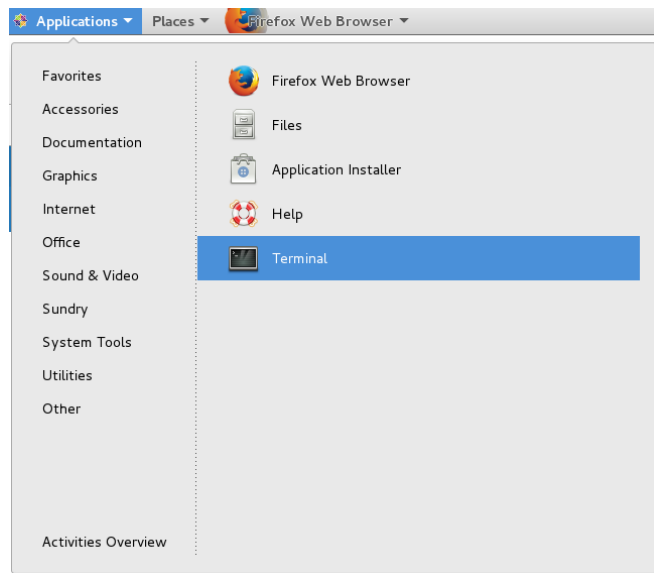 Applications Places Firefox Web Browser
Favorites
Accessories
Documentation
Graphics
Internet
Office
Sound & Video
Sundry
System Tools
Utilities
Other
Activities Overview
Firefox Web Browser
Files
Application Installer
Help
Terminal